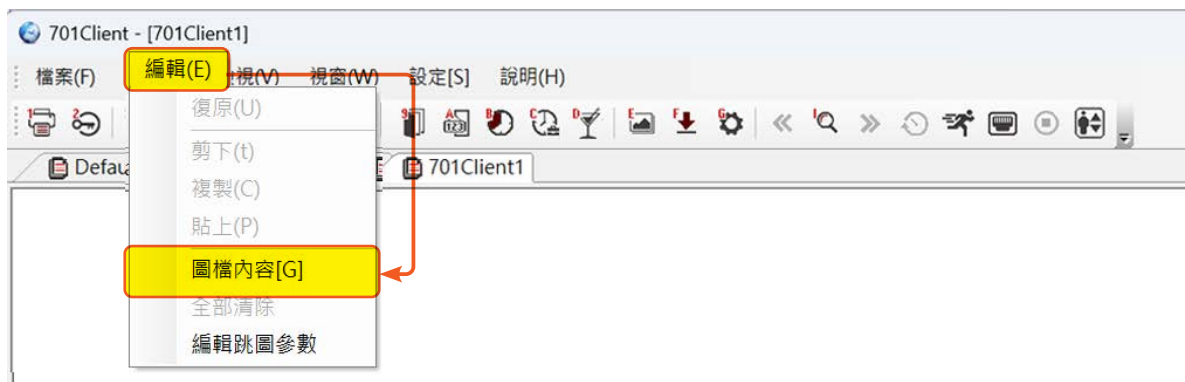 701Client - [701Client1]
檔案(F) 編輯(E) 視(V) 視窗(W) 設定[S] 說明(H)
復原(U)
剪下(t)
複製(C)
貼上(P)
圖檔內容[G]
全部清除
編輯跳圖參數
Defau
701Client1